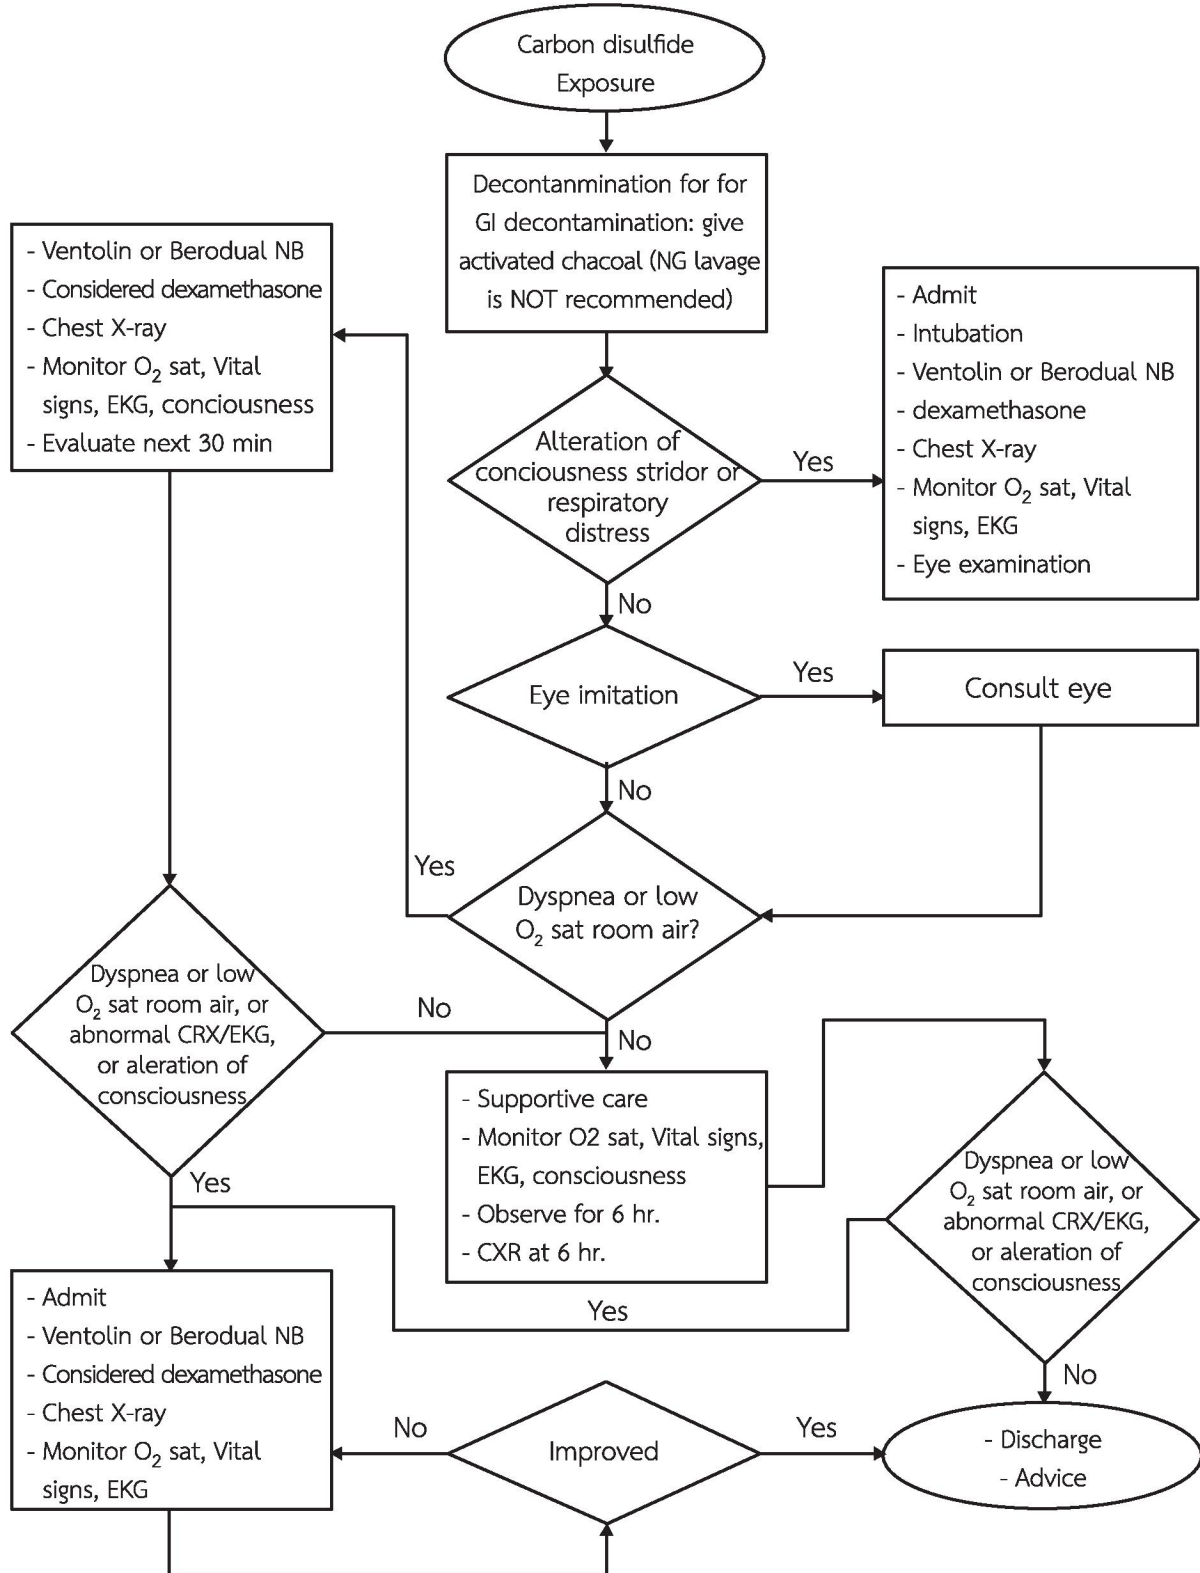 Carbon disulfide
Exposure
Decontanmination for for
GI decontamination: give
activated chacoal (NG lavage
is NOT recommended)
- Ventolin or Berodual NB
- Considered dexamethasone
- Chest X-ray
- Monitor O₂ sat, Vital
signs, EKG, conciousness
- Evaluate next 30 min
- Admit
- Intubation
- Ventolin or Berodual NB
- dexamethasone
- Chest X-ray
- Monitor O₂ sat, Vital
signs, EKG
- Eye examination
Alteration of
conciousness stridor or
respiratory
distress
Yes
No
Eye imitation
Yes
Consult eye
No
Yes
Dyspnea or low
O₂ sat room air?
No
Dyspnea or low
O₂ sat room air, or
abnormal CRX/EKG,
or aleration of
consciousness
No
Yes
- Supportive care
- Monitor O2 sat, Vital signs,
EKG, consciousness
- Observe for 6 hr.
- CXR at 6 hr.
Dyspnea or low
O₂ sat room air, or
abnormal CRX/EKG,
or aleration of
consciousness
Yes
No
- Admit
- Ventolin or Berodual NB
- Considered dexamethasone
- Chest X-ray
- Monitor O₂ sat, Vital
signs, EKG
No
Improved
Yes
- Discharge
- Advice